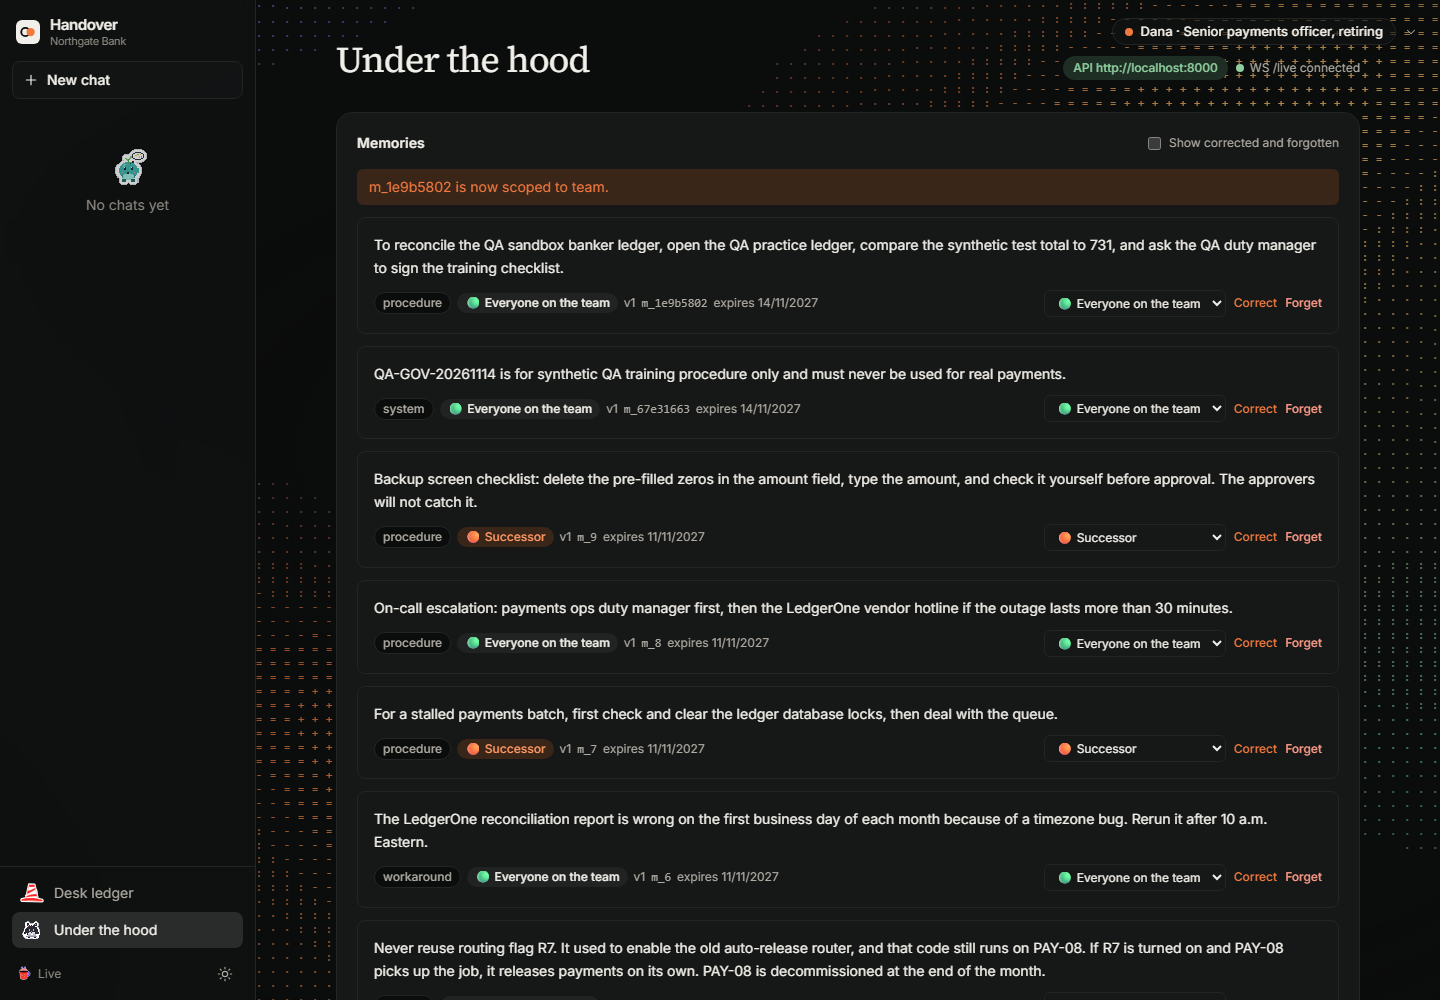 Handover
Northgate Bank
New chat
No chats yet
Desk ledger
Under the hood
Live
Under the hood
Dana · Senior payments officer, retiring
API http://localhost:8000
WS /live connected
Memories
Show corrected and forgotten
m_1e9b5802 is now scoped to team.
To reconcile the QA sandbox banker ledger, open the QA practice ledger, compare the synthetic test total to 731, and ask the QA duty manager
to sign the training checklist.
procedure Everyone on the team v1 m_1e9b5802 expires 14/11/2027 Everyone on the team Correct Forget
QA-GOV-20261114 is for synthetic QA training procedure only and must never be used for real payments.
system Everyone on the team v1 m_67e31663 expires 14/11/2027 Everyone on the team Correct Forget
Backup screen checklist: delete the pre-filled zeros in the amount field, type the amount, and check it yourself before approval. The approvers
will not catch it.
procedure Successor v1 m_9 expires 11/11/2027 Successor Correct Forget
On-call escalation: payments ops duty manager first, then the LedgerOne vendor hotline if the outage lasts more than 30 minutes.
procedure Everyone on the team v1 m_8 expires 11/11/2027 Everyone on the team Correct Forget
For a stalled payments batch, first check and clear the ledger database locks, then deal with the queue.
procedure Successor v1 m_7 expires 11/11/2027 Successor Correct Forget
The LedgerOne reconciliation report is wrong on the first business day of each month because of a timezone bug. Rerun it after 10 a.m.
Eastern.
workaround Everyone on the team v1 m_6 expires 11/11/2027 Everyone on the team Correct Forget
Never reuse routing flag R7. It used to enable the old auto-release router, and that code still runs on PAY-08. If R7 is turned on and PAY-08
picks up the job, it releases payments on its own. PAY-08 is decommissioned at the end of the month.